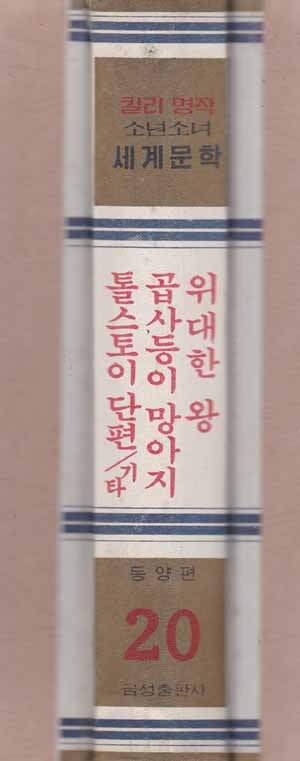 컬러 명작
소년소녀
세계문학
위대한 왕
곱사등이 망아지
톨스토이 단편/기타
동양편
20
금성출판사